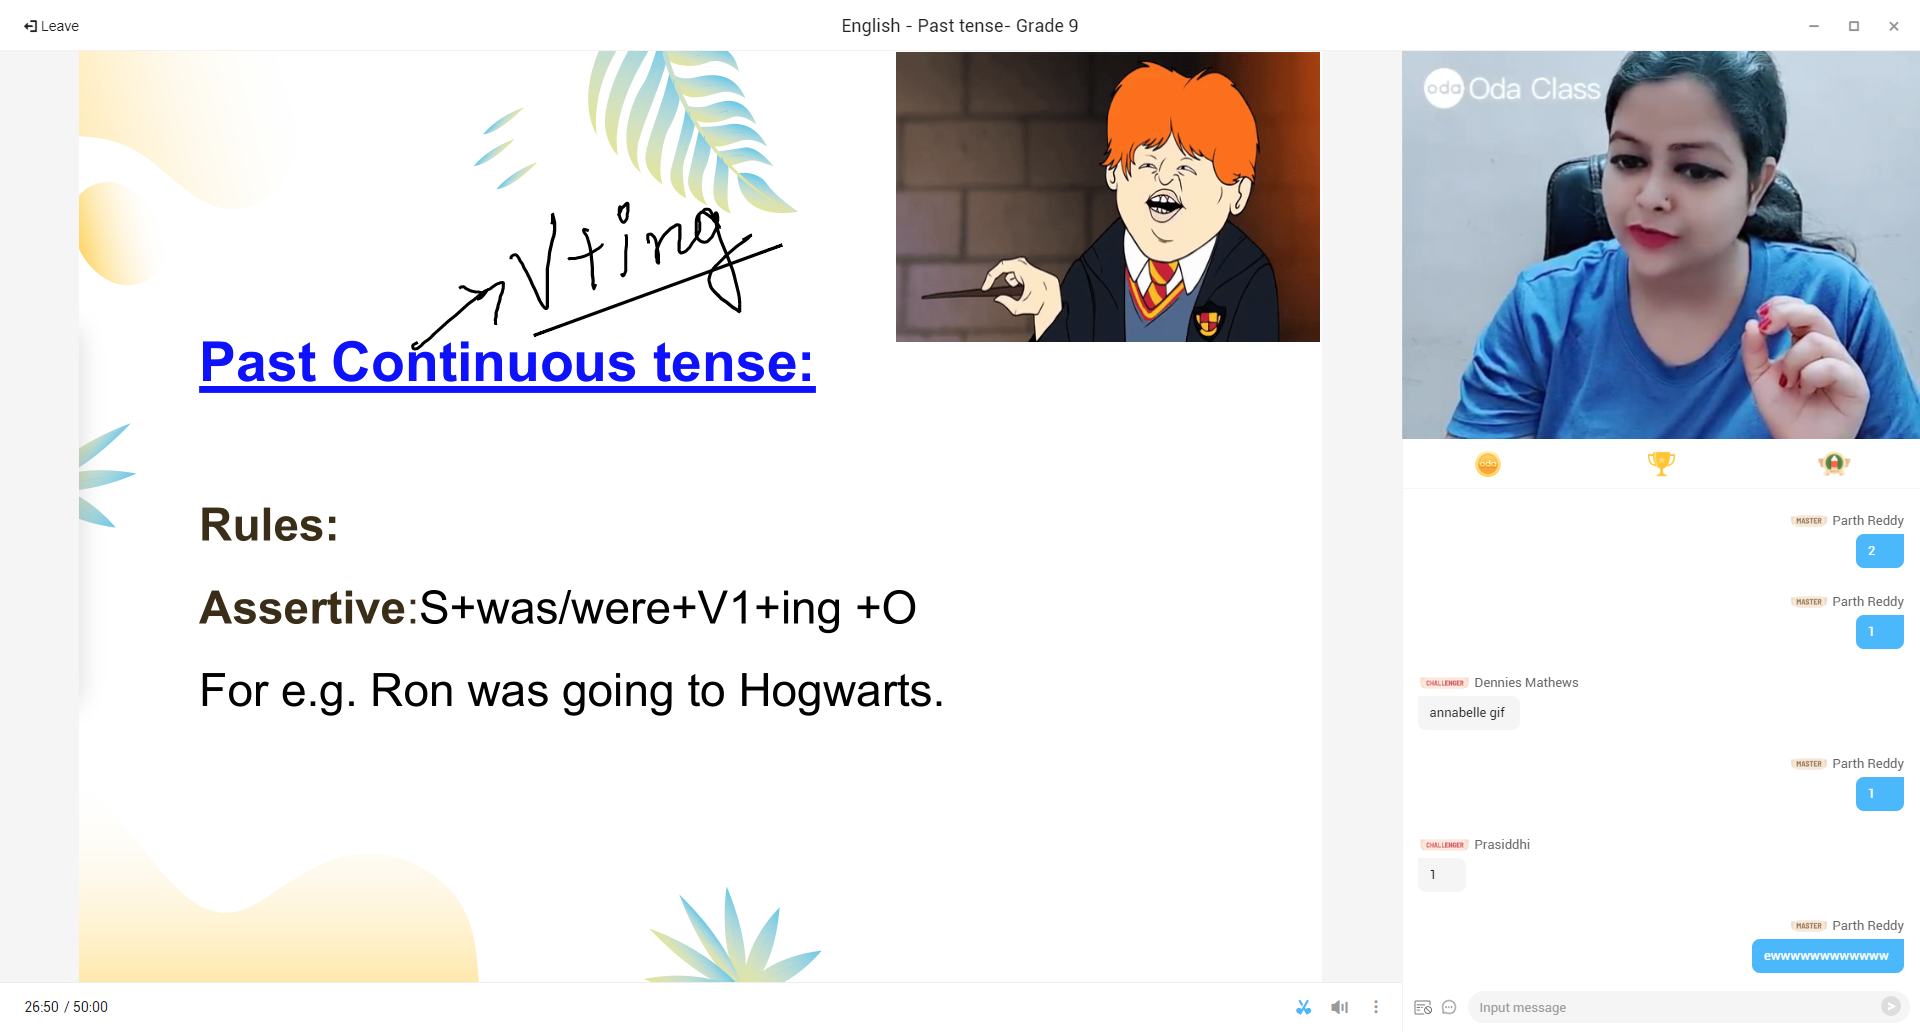 Leave
English - Past tense- Grade 9
oda Oda Class
V+ing
Past Continuous tense:
Rules:
Assertive:S+was/were+V1+ing +O
For e.g. Ron was going to Hogwarts.
oda
MASTER Parth Reddy
2
MASTER Parth Reddy
1
CHALLENGER Dennies Mathews
annabelle gif
MASTER Parth Reddy
1
CHALLENGER Prasiddhi
1
MASTER Parth Reddy
ewwwwwwwwwwww
26:50 / 50:00
Input message